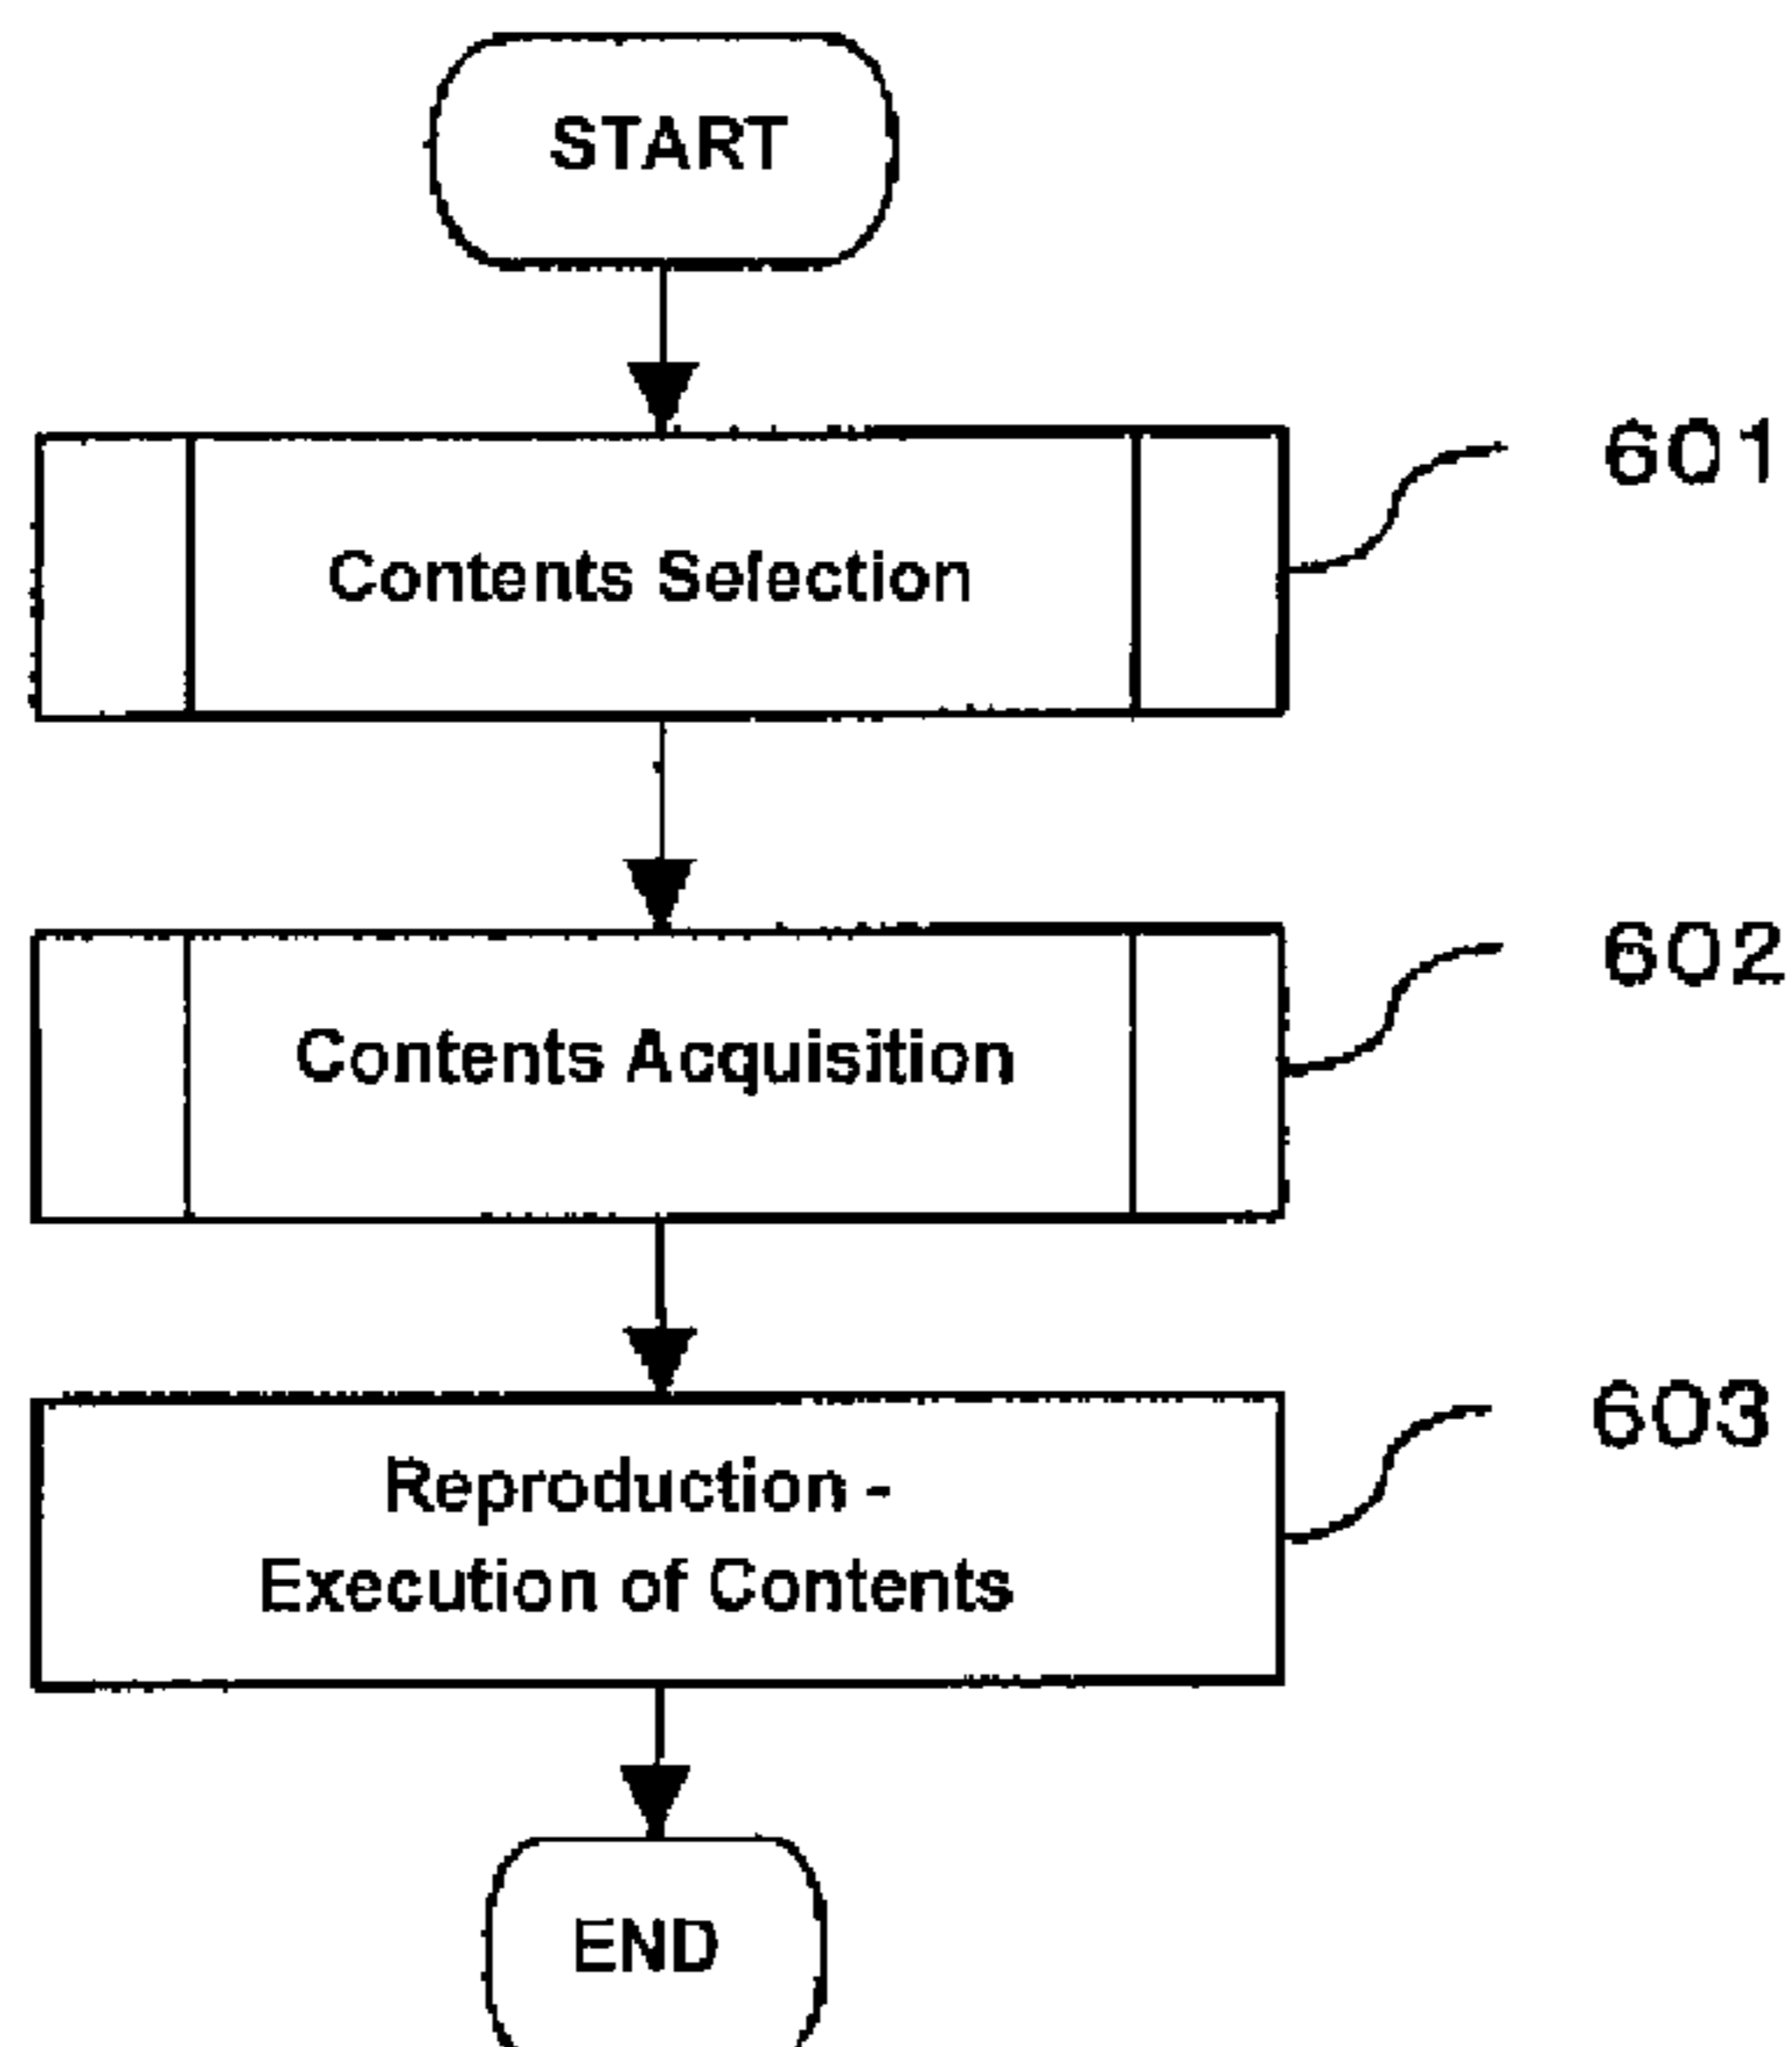 START
601
Contents Selection
602
Contents Acquisition
603
Reproduction -
Execution of Contents
END